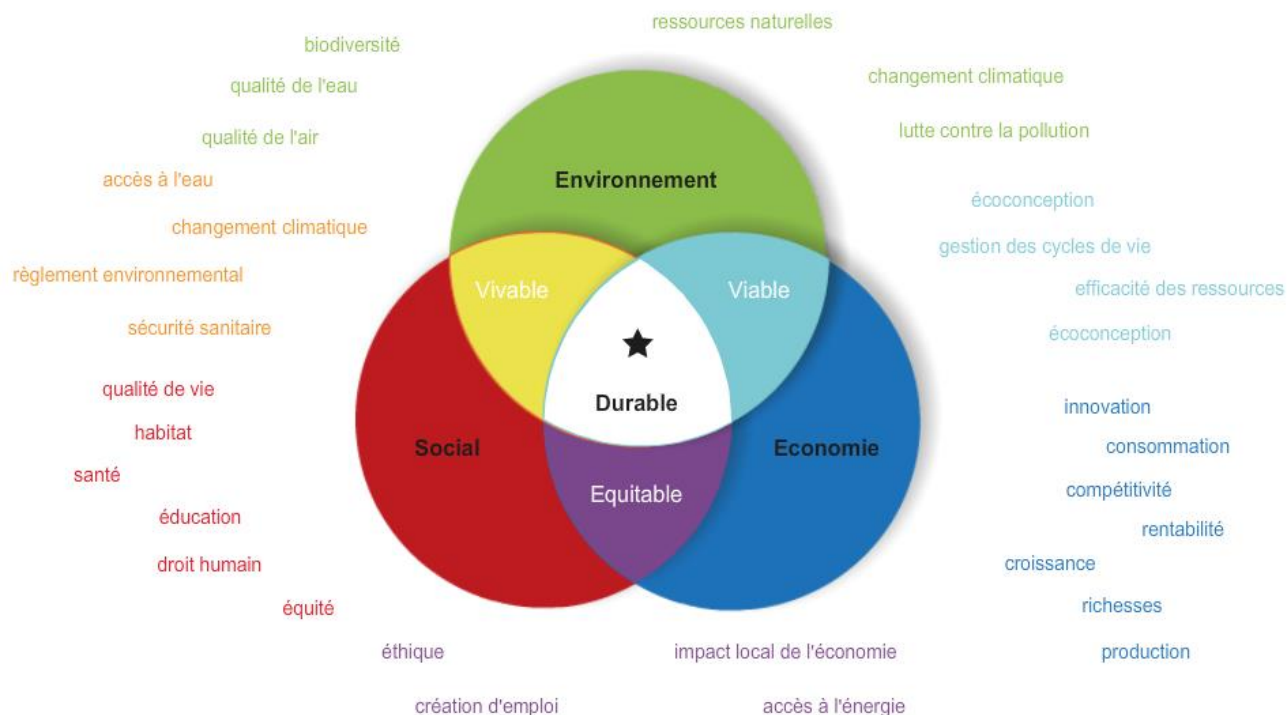 ressources naturelles
biodiversité
changement climatique
qualité de l'eau
lutte contre la pollution
qualité de l'air
Environnement
accès à l'eau
écoconception
changement climatique
gestion des cycles de vie
règlement environnemental
Vivable
Viable
efficacité des ressources
sécurité sanitaire
écoconception
qualité de vie
Durable
innovation
habitat
Social
Economie
consommation
santé
Equitable
compétitivité
éducation
rentabilité
droit humain
croissance
équité
richesses
éthique
impact local de l'économie
production
création d'emploi
accès à l'énergie